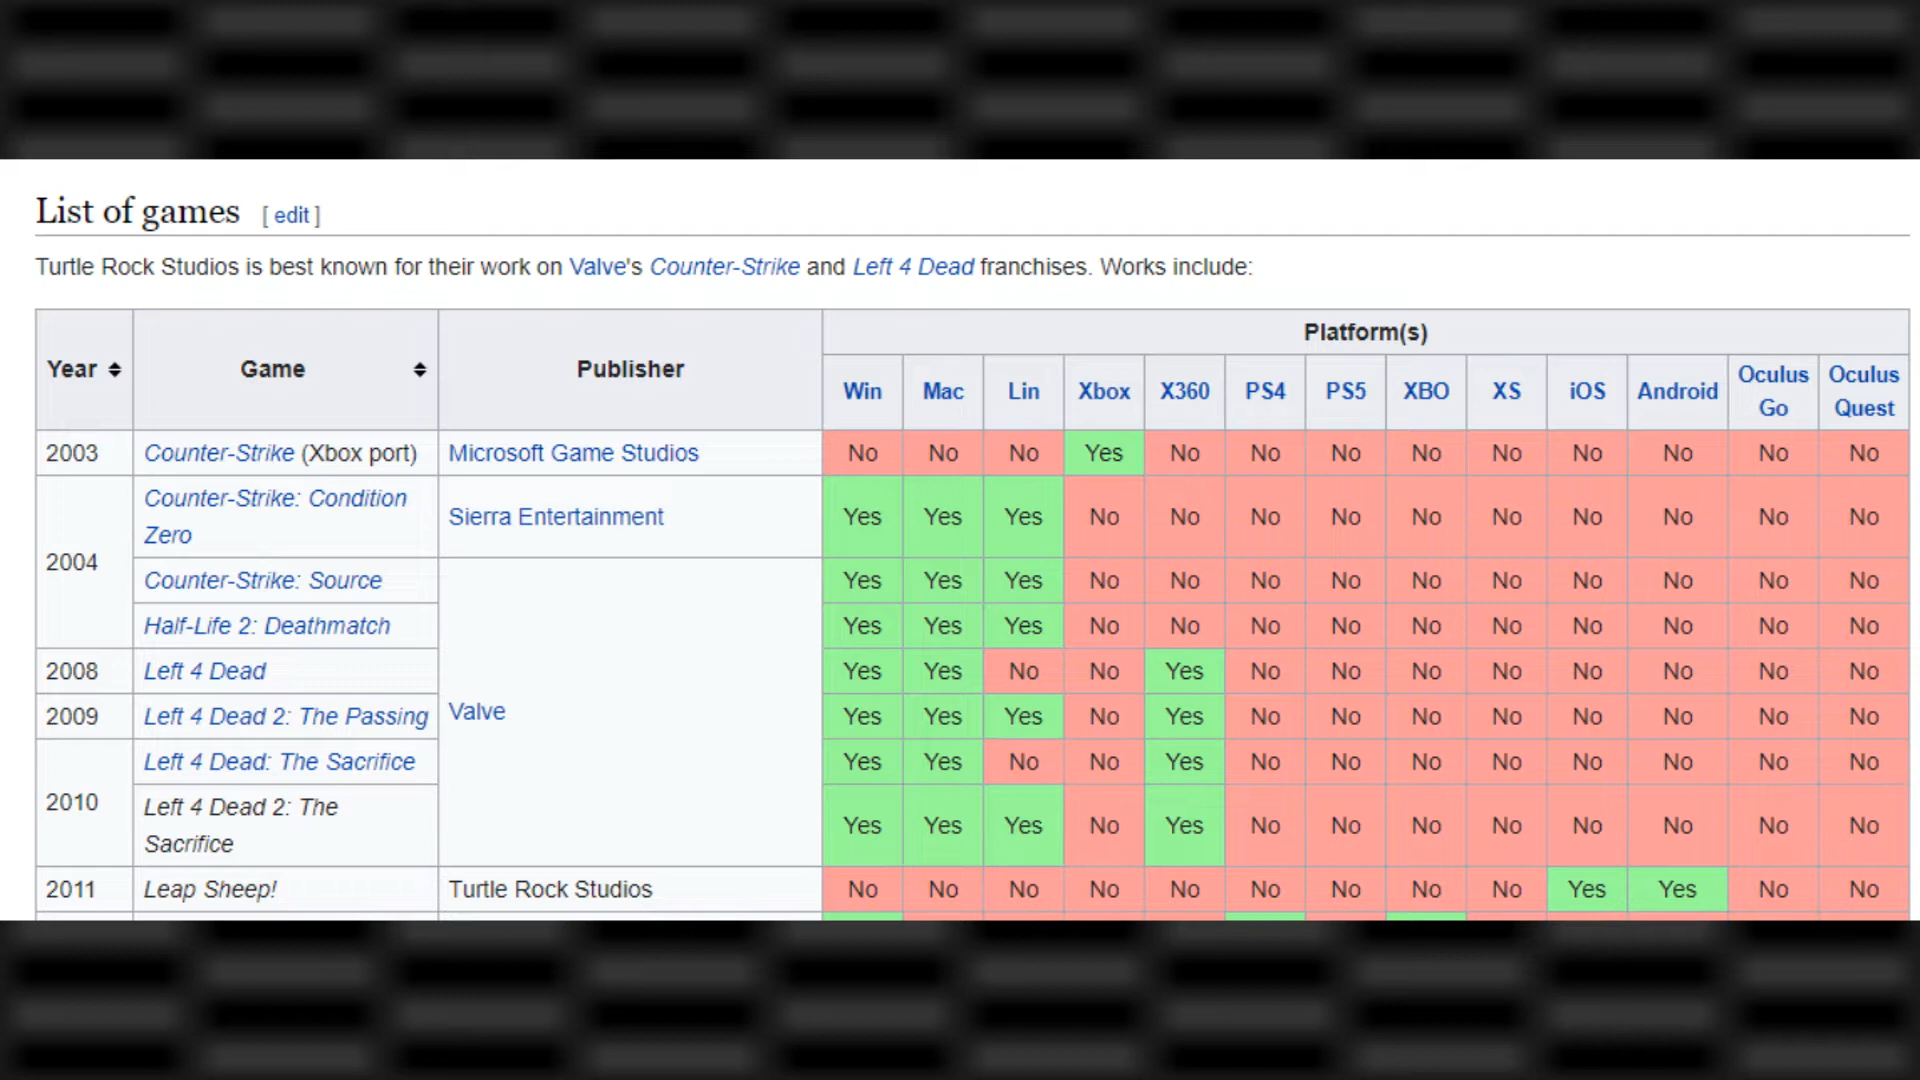 List of games [ edit ]
Turtle Rock Studios is best known for their work on Valve's Counter-Strike and Left 4 Dead franchises. Works include:
Year Game Publisher Platform(s)
Win Mac Lin Xbox X360 PS4 PS5 XBO XS iOS Android Oculus Go Oculus Quest
2003 Counter-Strike (Xbox port) Microsoft Game Studios No No No Yes No No No No No No No No No
2004 Counter-Strike: Condition Zero Sierra Entertainment Yes Yes Yes No No No No No No No No No No
Counter-Strike: Source Valve Yes Yes Yes No No No No No No No No No No
Half-Life 2: Deathmatch Yes Yes Yes No No No No No No No No No No
2008 Left 4 Dead Yes Yes No No Yes No No No No No No No No
2009 Left 4 Dead 2: The Passing Yes Yes Yes No Yes No No No No No No No No
2010 Left 4 Dead: The Sacrifice Yes Yes No No Yes No No No No No No No No
Left 4 Dead 2: The Sacrifice Yes Yes Yes No Yes No No No No No No No No
2011 Leap Sheep! Turtle Rock Studios No No No No No No No No No Yes Yes No No